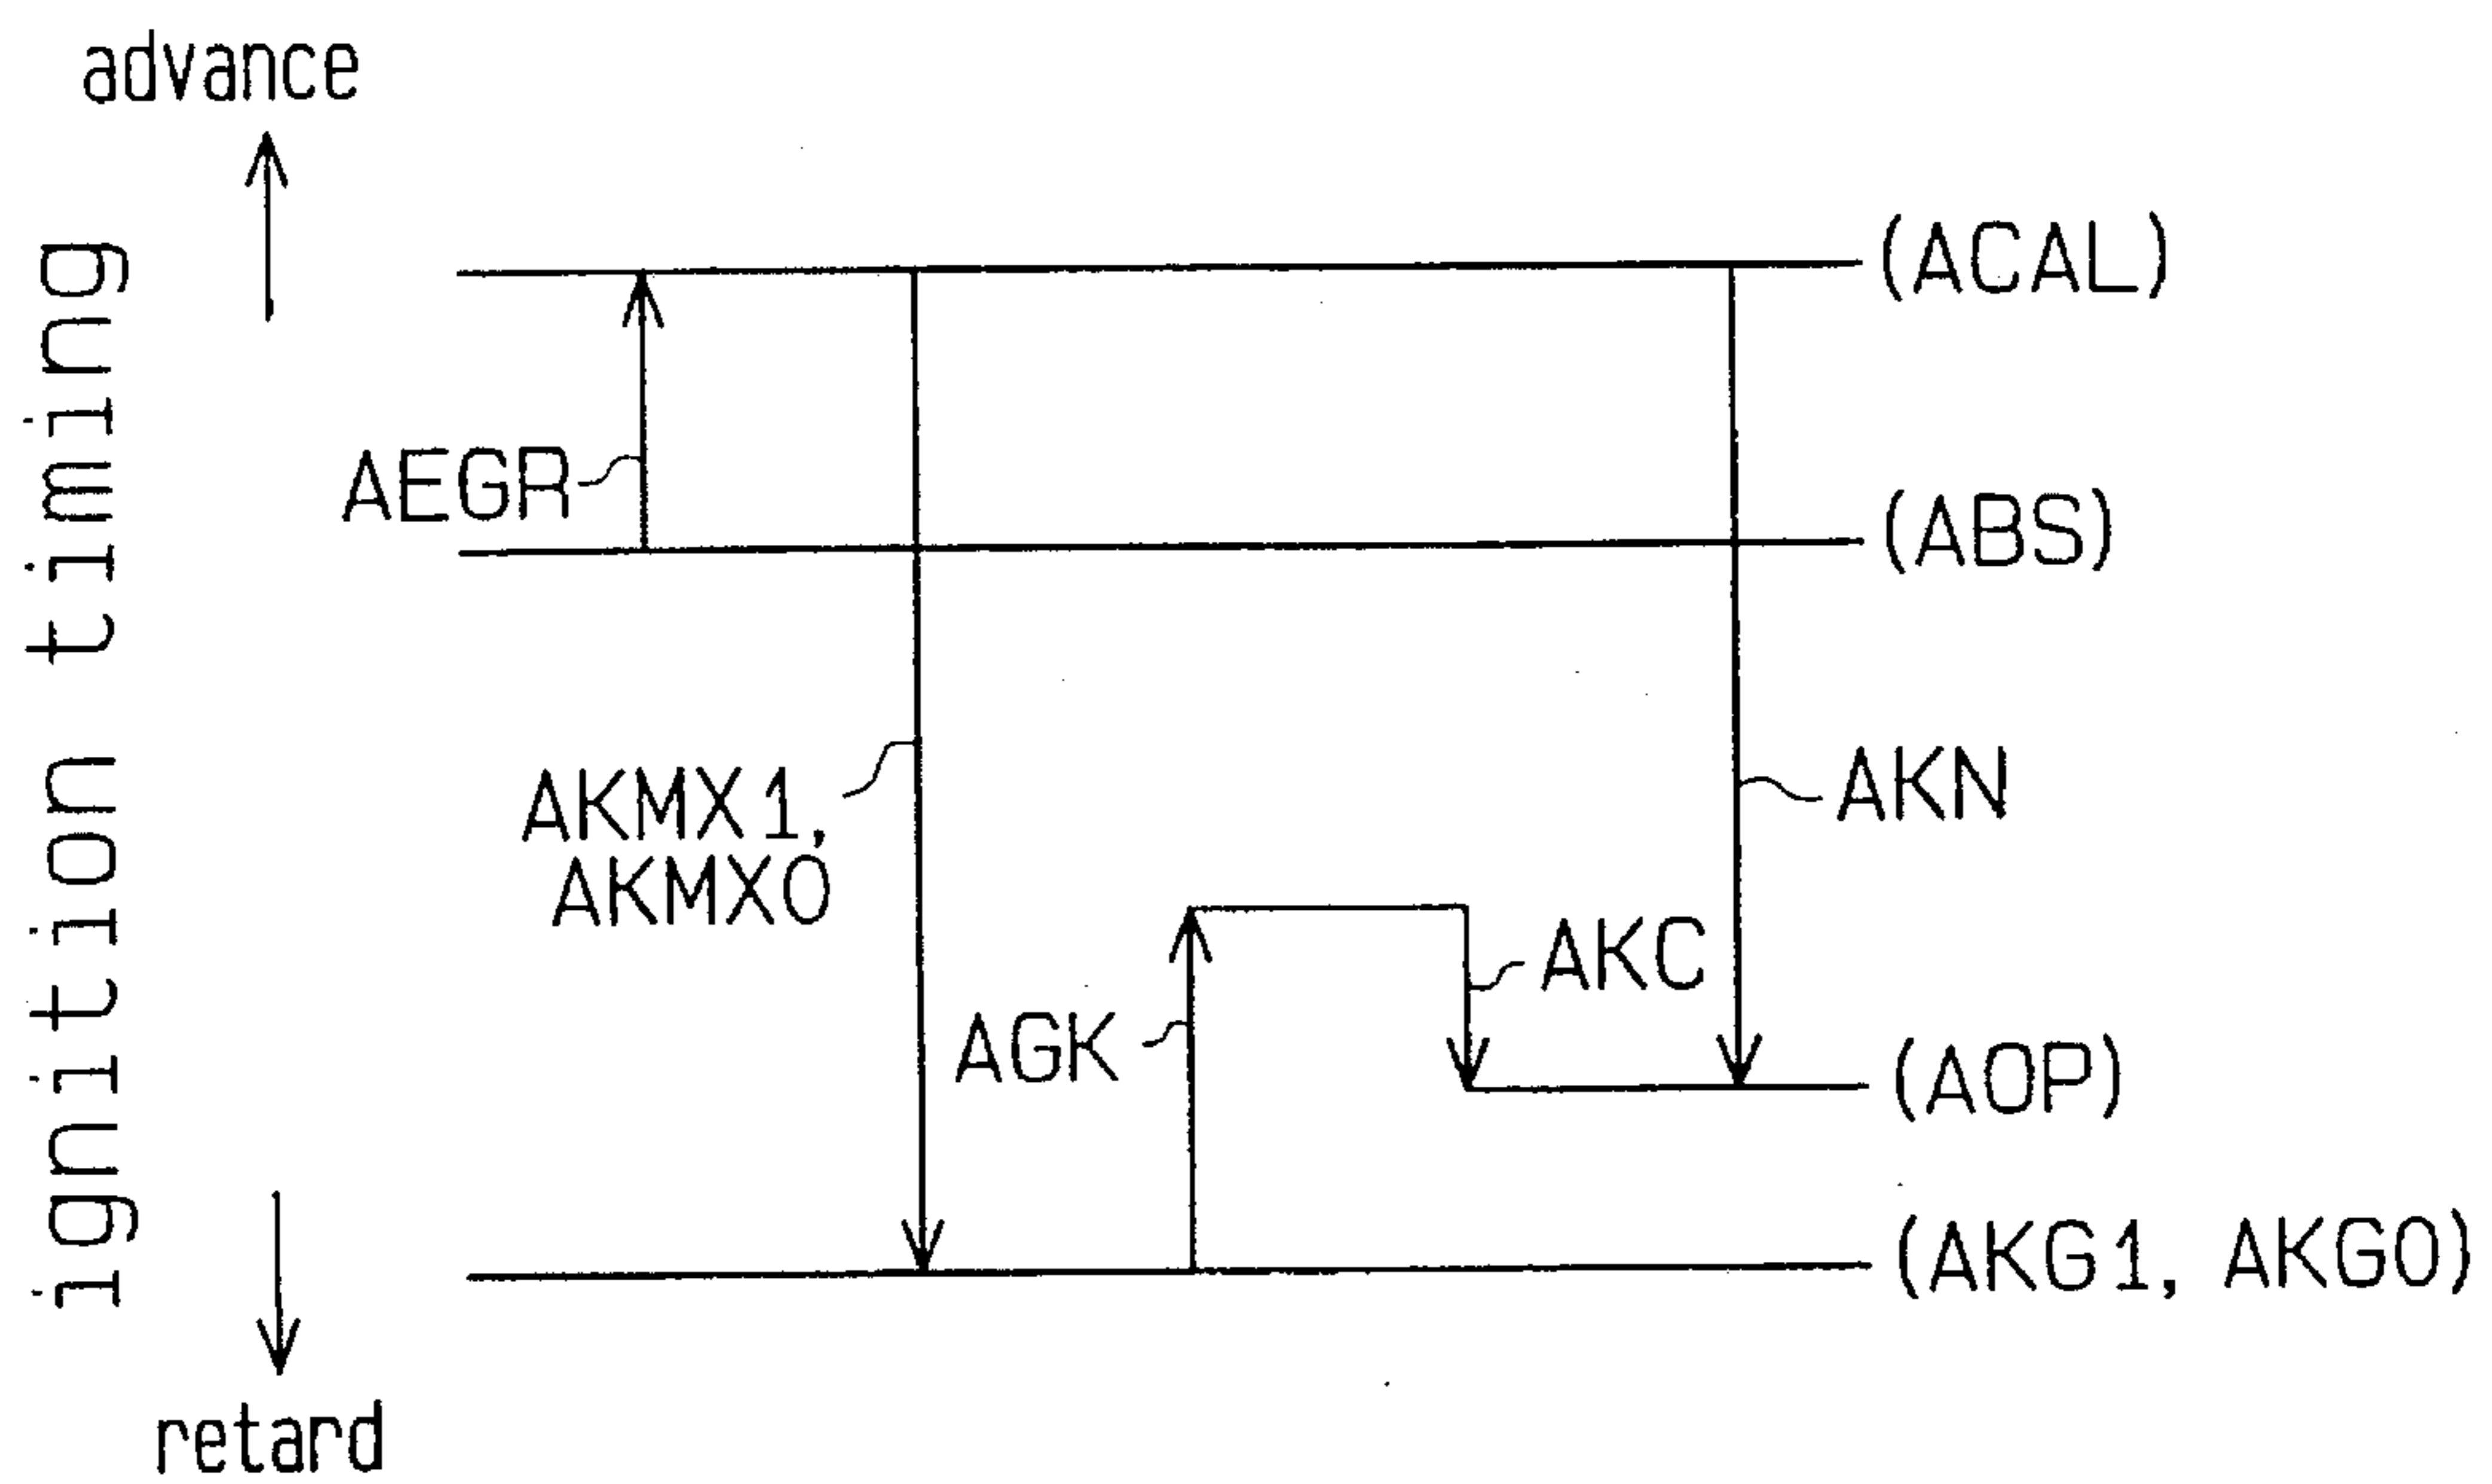 advance
ignition timing
(ACAL)
AEGR
(ABS)
AKMX1,
AKMX0
AKN
AKC
AGK
(AOP)
(AKG1, AKG0)
retard